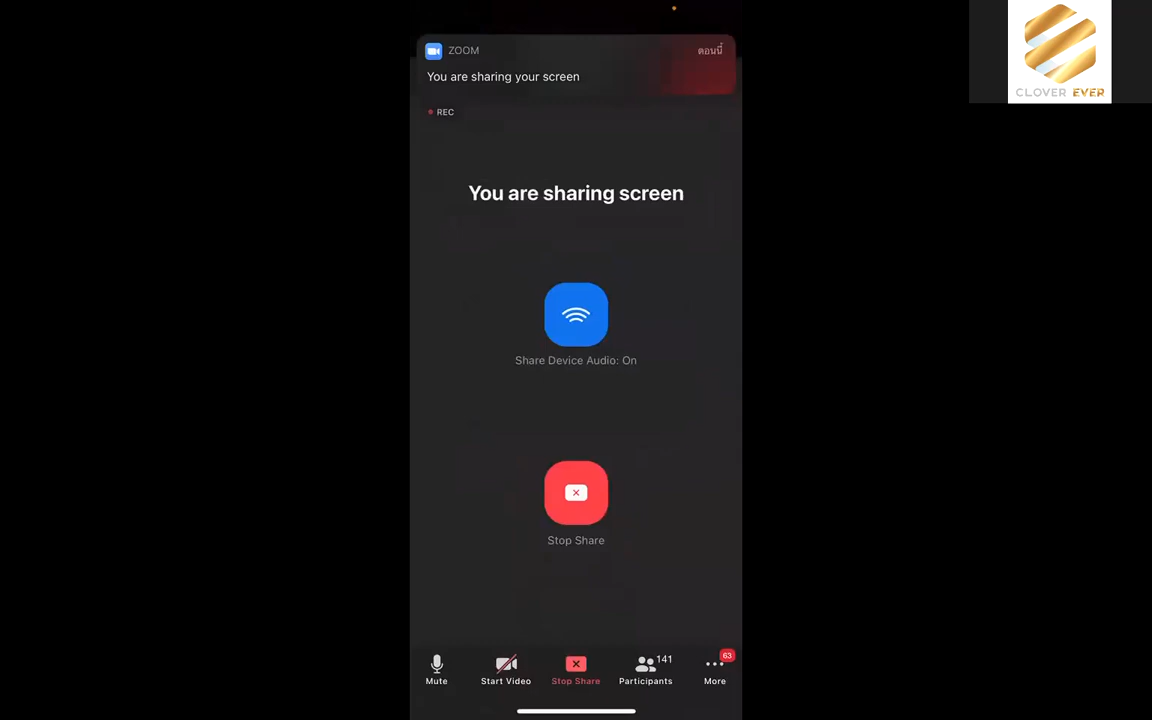 ZOOM ตอนนี้
You are sharing your screen
CLOVER EVER
REC
You are sharing screen
Share Device Audio: On
Stop Share
141
63
Mute Start Video Stop Share Participants More